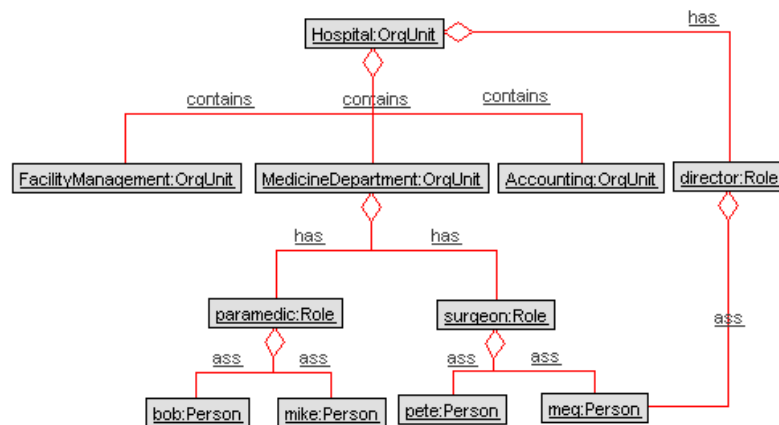 has
Hospital:OrgUnit
contains
contains
contains
FacilityManagement:OrgUnit
MedicineDepartment:OrgUnit
Accounting:OrgUnit
director:Role
has
has
paramedic:Role
surgeon:Role
ass
ass
ass
ass
ass
bob:Person
mike:Person
pete:Person
meg:Person